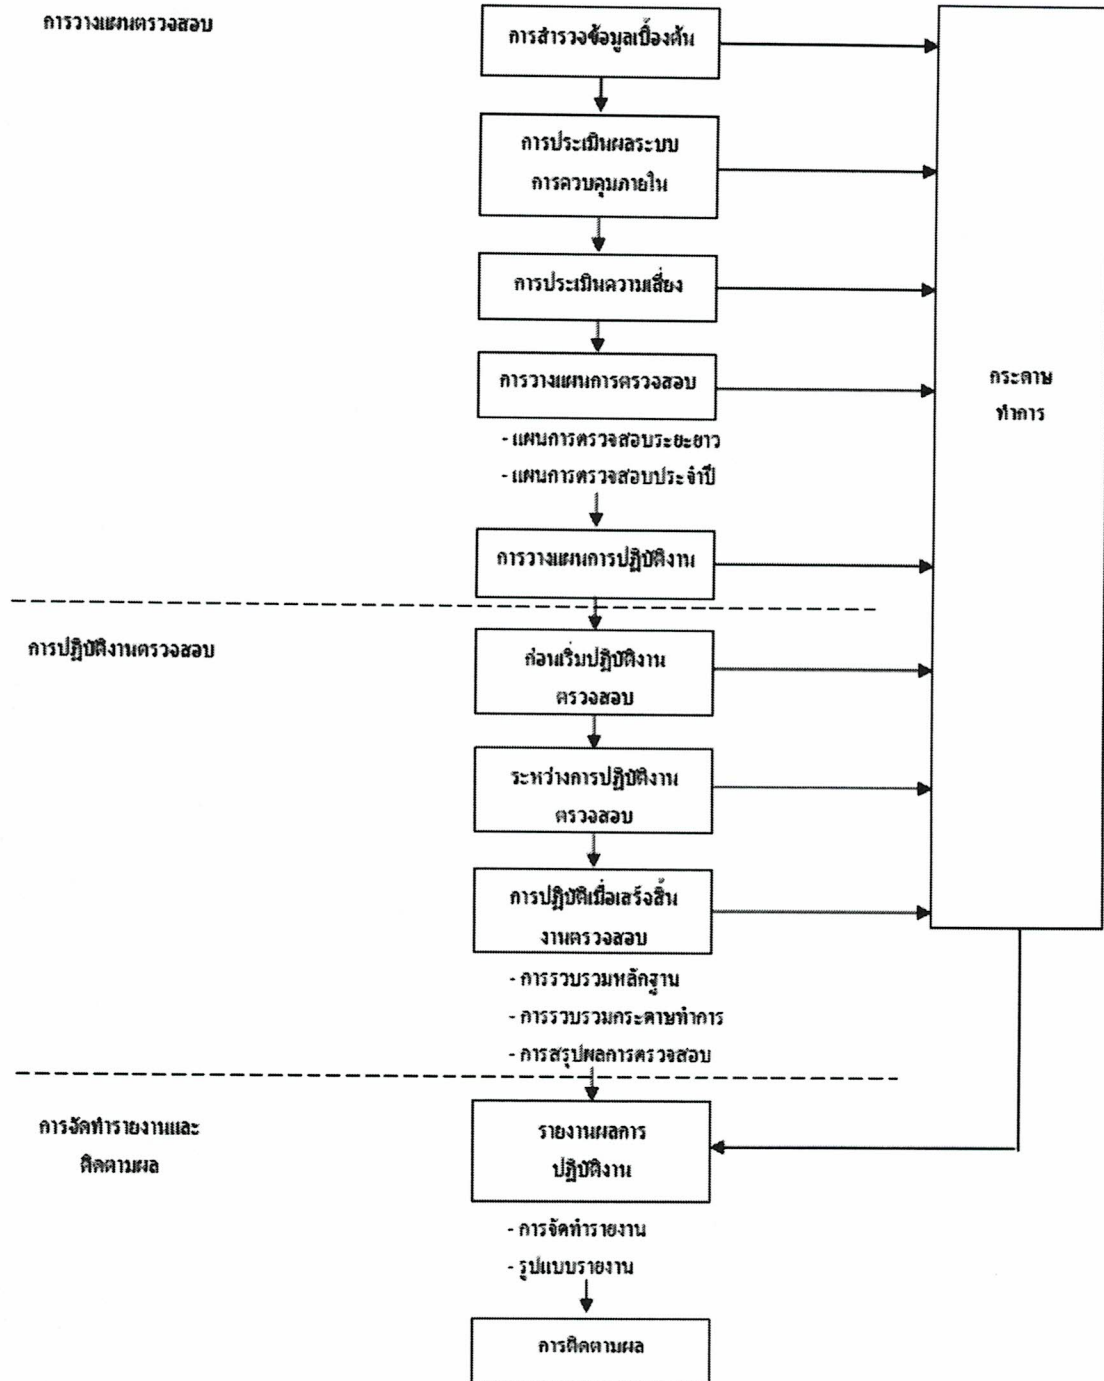 การวางแผนตรวจสอบ
การสำรวจข้อมูลเบื้องต้น
การประเมินผลระบบ
การควบคุมภายใน
การประเมินความเสี่ยง
การวางแผนการตรวจสอบ
- แผนการตรวจสอบระยะยาว
- แผนการตรวจสอบประจำปี
การวางแผนการปฏิบัติงาน
กระดาษ
ทำการ
การปฏิบัติงานตรวจสอบ
ก่อนเริ่มปฏิบัติงาน
ตรวจสอบ
ระหว่างการปฏิบัติงาน
ตรวจสอบ
การปฏิบัติเมื่อเสร็จสิ้น
งานตรวจสอบ
- การรวบรวมหลักฐาน
- การรวบรวมกระดาษทำการ
- การสรุปผลการตรวจสอบ
การจัดทำรายงานและ
ติดตามผล
รายงานผลการ
ปฏิบัติงาน
- การจัดทำรายงาน
- รูปแบบรายงาน
การติดตามผล